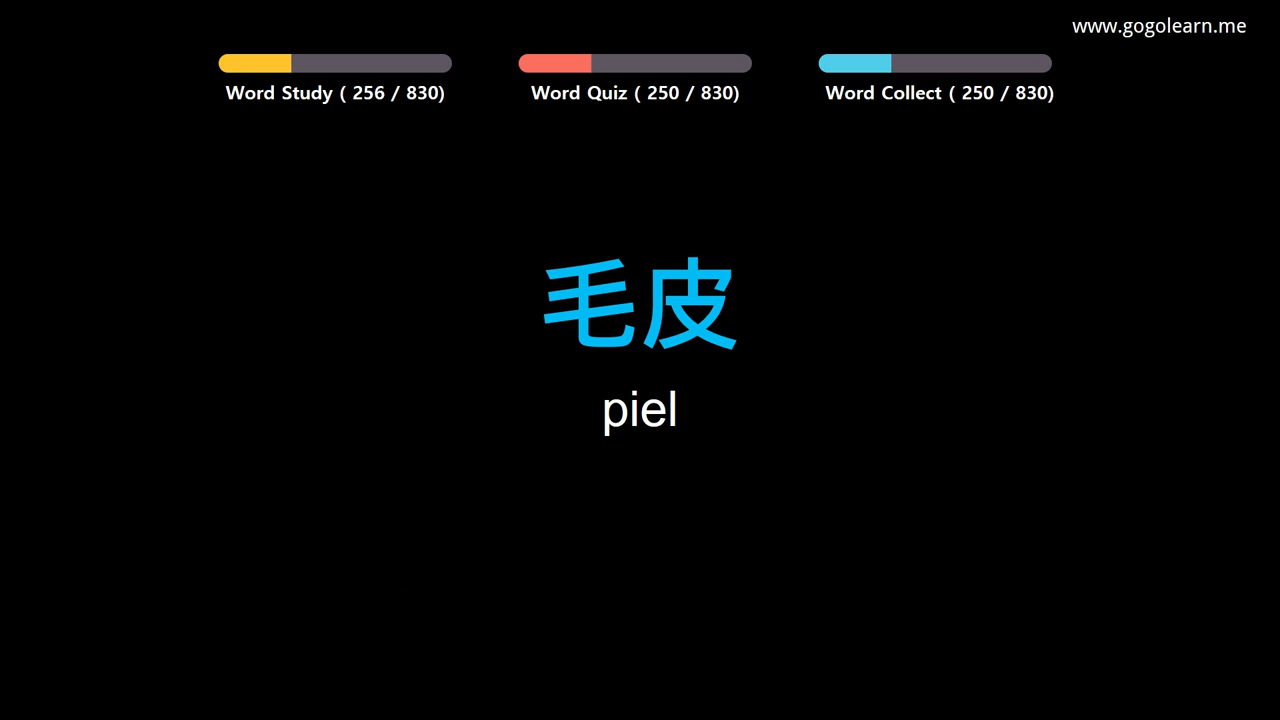 www.gogolearn.me
Word Study ( 256 / 830)
Word Quiz ( 250 / 830)
Word Collect ( 250 / 830)
毛皮
piel